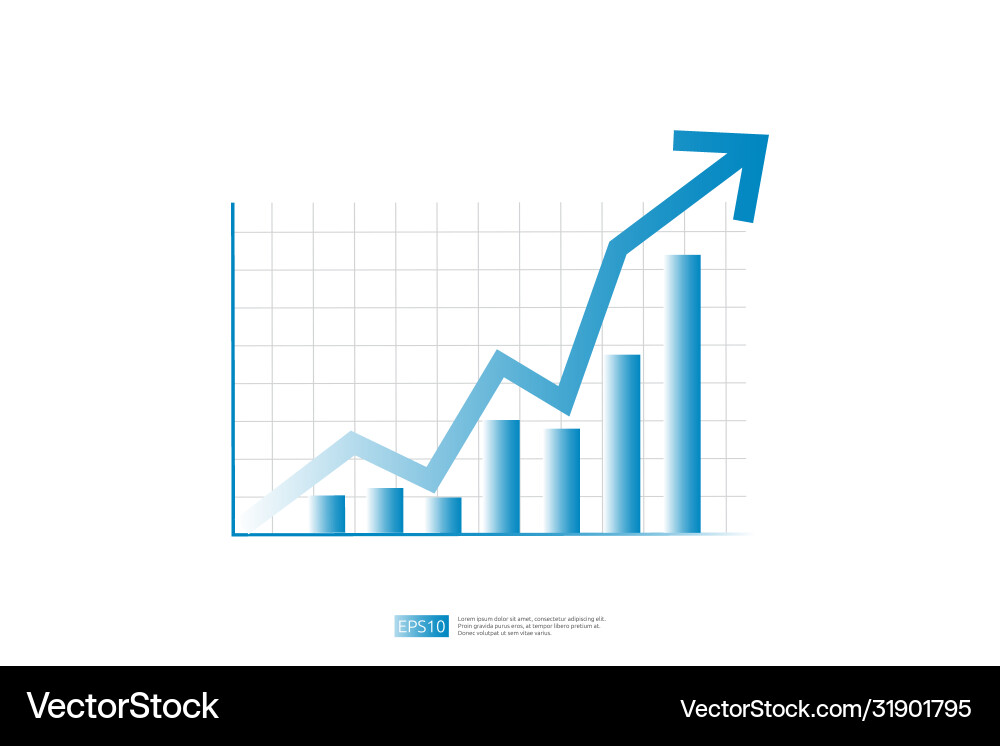 EPS10
Lorem ipsum dolor sit amet, consectetur adipiscing elit.
Proin gravida purus eros, at tempor libero pretium at.
Donec volutpat ut sem vitae varius.
VectorStock
VectorStock.com/31901795